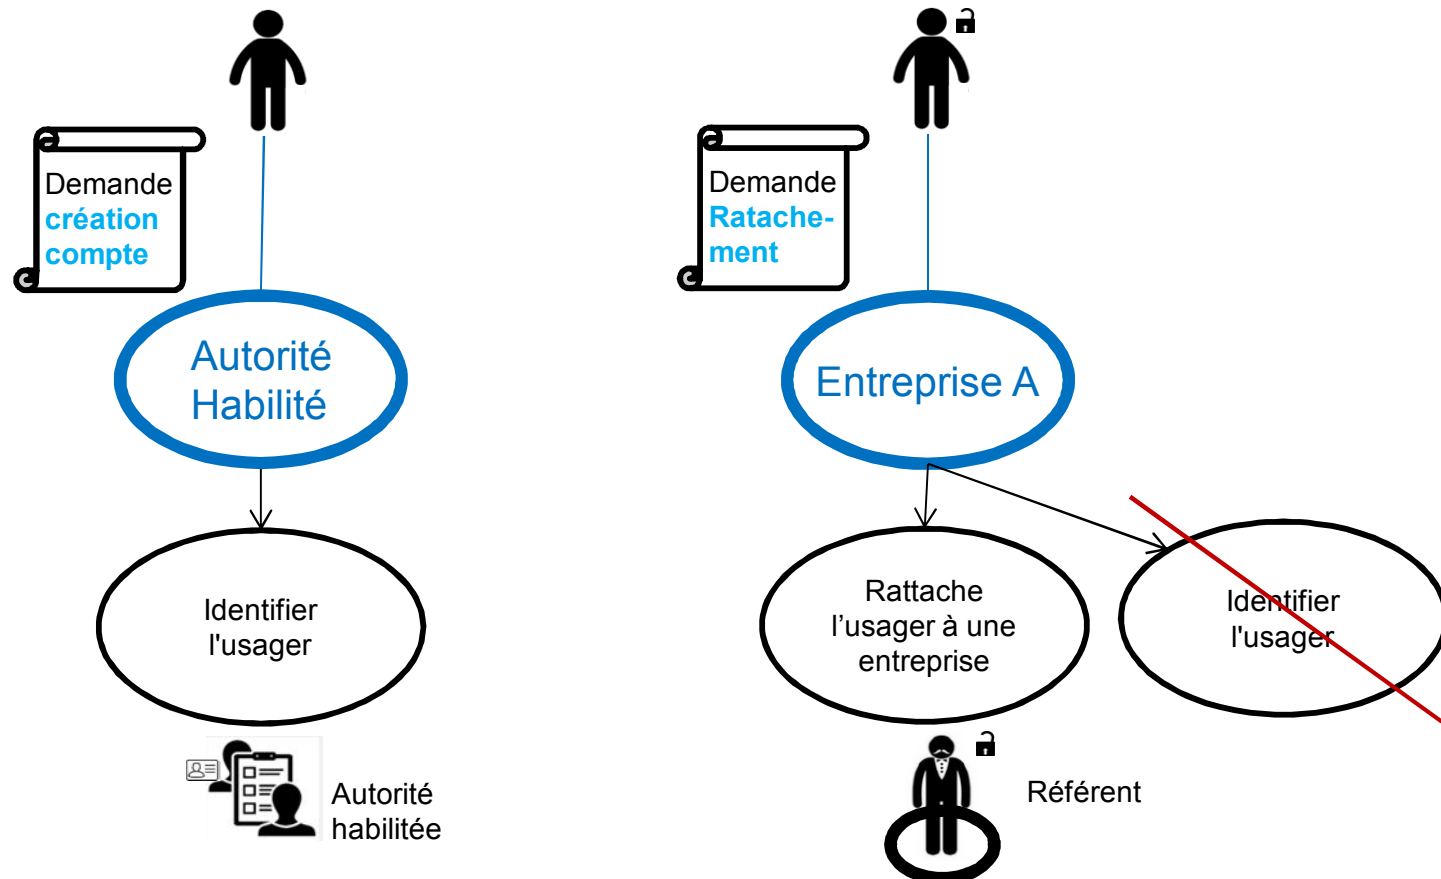 Demande
création
compte
Autorité
Habilité
Identifier
l'usager
Autorité
habilitée
Demande
Ratache-
ment
Entreprise A
Rattache
l’usager à une
entreprise
Identifier
l'usager
Référent